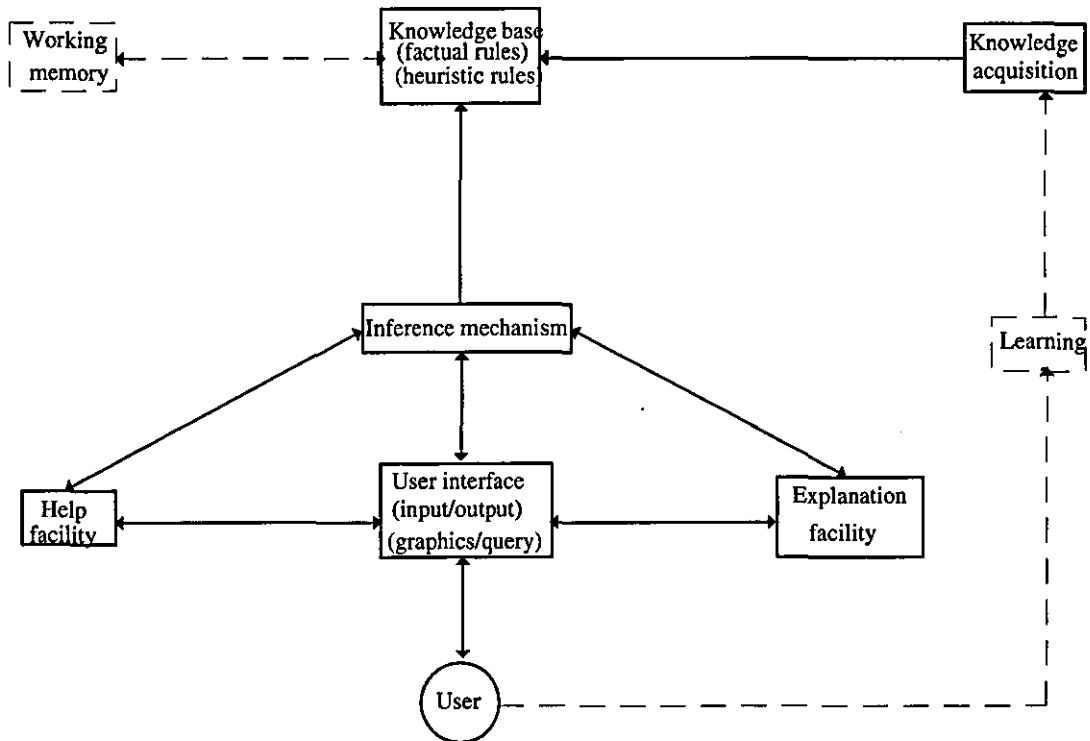 Working
memory
Knowledge base
(factual rules)
(heuristic rules)
Knowledge
acquisition
Inference mechanism
Learning
Help
facility
User interface
(input/output)
(graphics/query)
Explanation
facility
User